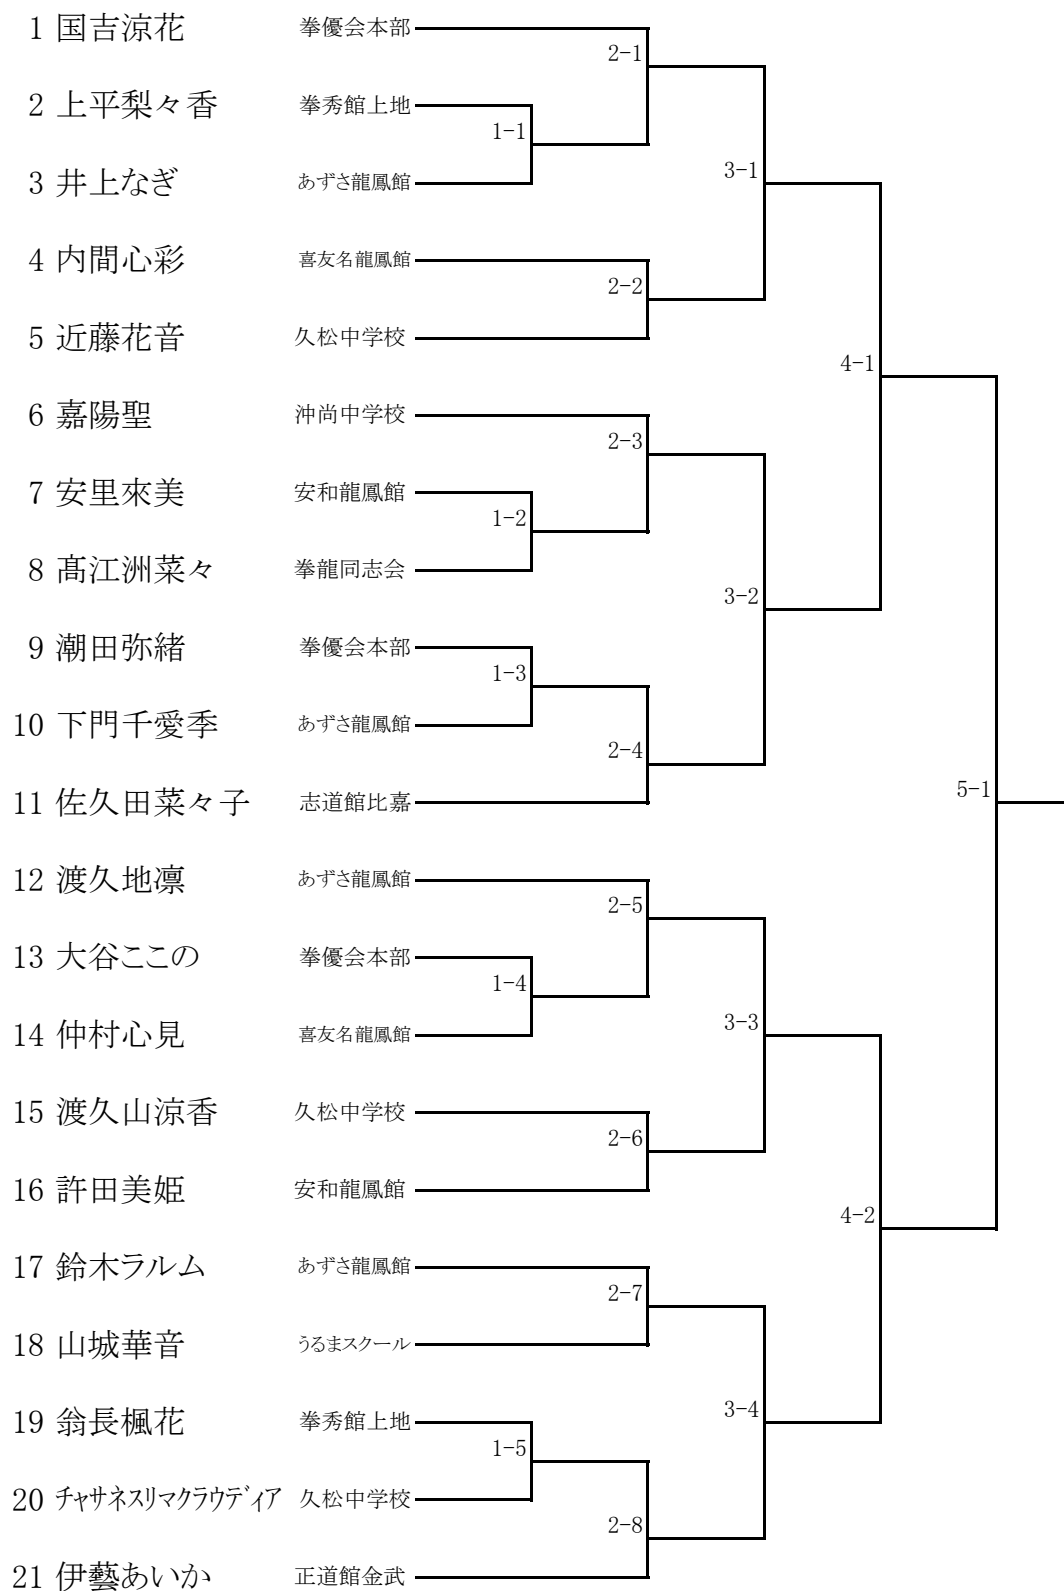 1 国吉涼花 拳優会本部
2-1
2 上平梨々香 拳秀館上地
1-1
3-1
3 井上なぎ あずさ龍鳳館
4 内間心彩 喜友名龍鳳館
2-2
5 近藤花音 久松中学校
4-1
6 嘉陽聖 沖尚中学校
2-3
7 安里來美 安和龍鳳館
1-2
8 髙江洲菜々 拳龍同志会
3-2
9 潮田弥緒 拳優会本部
1-3
10 下門千愛季 あずさ龍鳳館
2-4
5-1
11 佐久田菜々子 志道館比嘉
12 渡久地凛 あずさ龍鳳館
2-5
13 大谷ここの 拳優会本部
1-4
3-3
14 仲村心見 喜友名龍鳳館
15 渡久山涼香 久松中学校
2-6
16 許田美姫 安和龍鳳館
4-2
17 鈴木ラルム あずさ龍鳳館
2-7
18 山城華音 うるまスクール
3-4
19 翁長楓花 拳秀館上地
1-5
20 チャサネスリマクラウディア 久松中学校
2-8
21 伊藝あいか 正道館金武